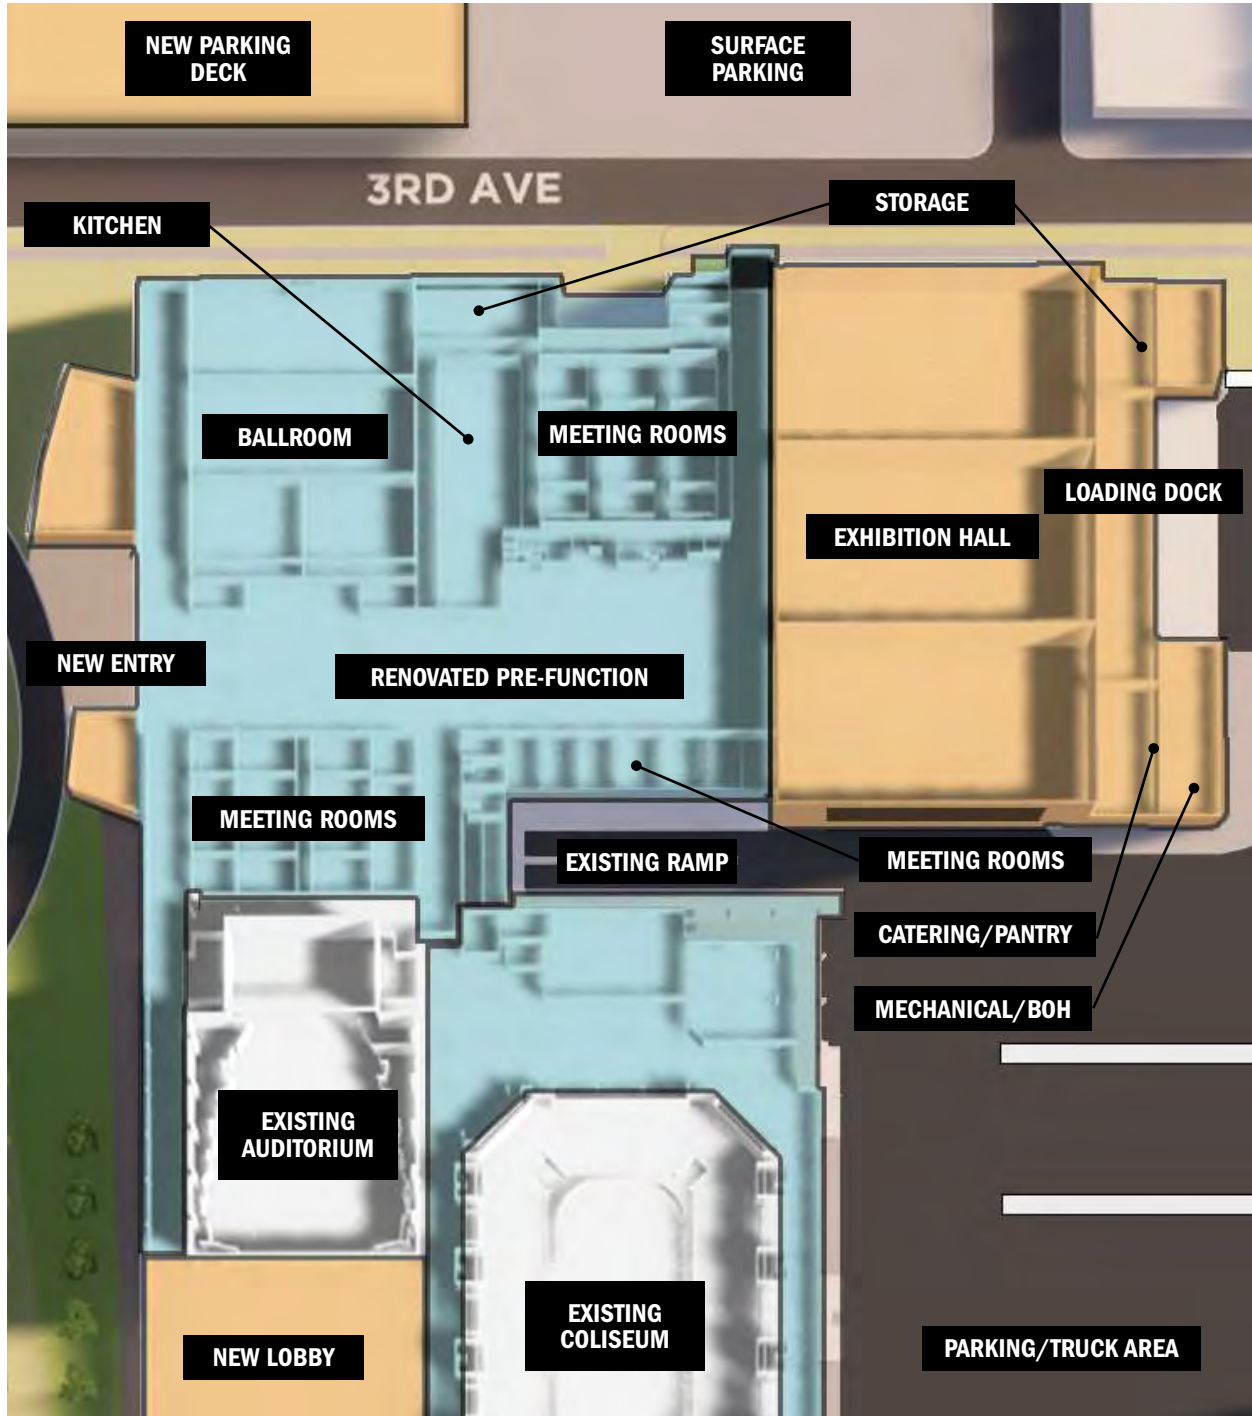 NEW PARKING
DECK
SURFACE
PARKING
3RD AVE
STORAGE
KITCHEN
BALLROOM
MEETING ROOMS
LOADING DOCK
EXHIBITION HALL
NEW ENTRY
RENOVATED PRE-FUNCTION
MEETING ROOMS
EXISTING RAMP
MEETING ROOMS
CATERING/PANTRY
MECHANICAL/BOH
EXISTING
AUDITORIUM
EXISTING
COLISEUM
NEW LOBBY
PARKING/TRUCK AREA